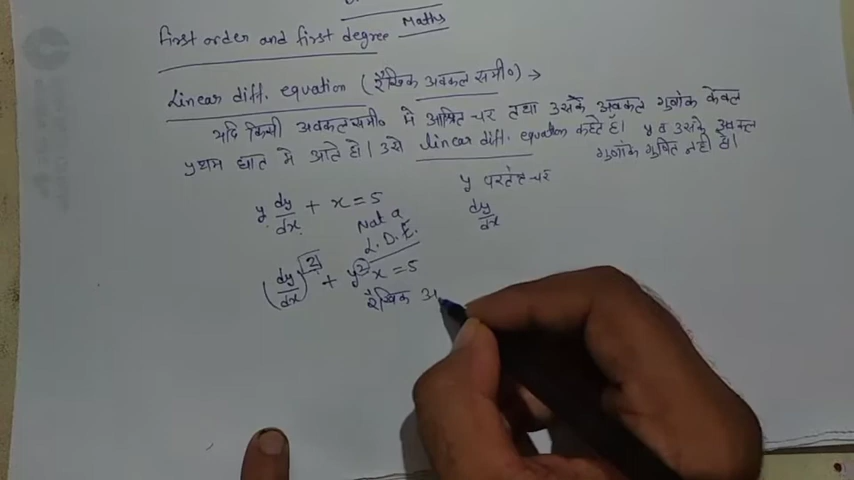 Maths
First order and first degree
Linear diff. equation (रैखिक अवकल समी०) →
यदि किसी अवकल समी० मे आश्रित चर तथा उसके अवकल गुणांक केवल
प्रथम घात मे आते हो। उसे linear diff. equation कहते है। y व उसके अवकल
गुणांके गुणित नही है।
y dy/dx + x = 5
Not a
L.D.E.
y परतंत्र चर
dy/dx
(dy/dx)² + y²x = 5
रैखिक अ